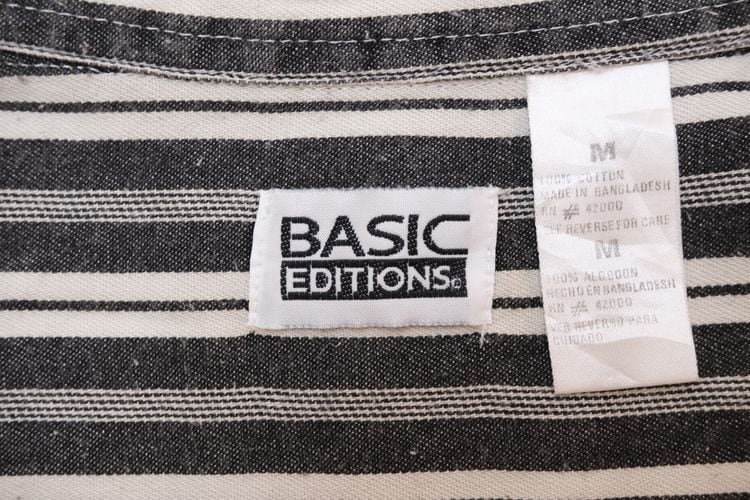 BASIC
EDITIONS
M
100% COTTON
MADE IN BANGLADESH
RN # 42000
SEE REVERSE FOR CARE
M
100% ALGODON
HECHO EN BANGLADESH
RN # 42000
VER REVERSO PARA
CUIDADO